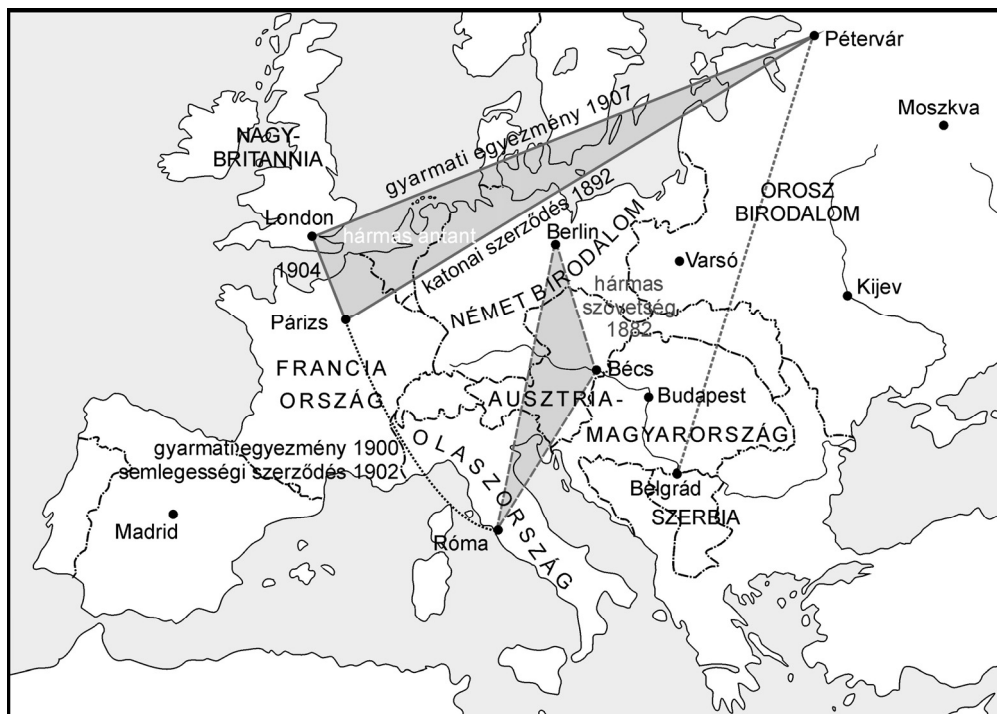 Pétervár
Moszkva
NAGY-
BRITANNIA
gyarmati egyezmény 1907
OROSZ
BIRODALOM
London
hármas antant
katonai szerződés 1892
Berlin
Varsó
1904
NÉMET BIRODALOM
hármas
szövetség
1882
Kijev
Párizs
Bécs
FRANCIA
ORSZÁG
AUSZTRIA-
Budapest
MAGYARORSZÁG
OLASZORSZÁG
gyarmati egyezmény 1900
semlegességi szerződés 1902
Belgrád
SZERBIA
Madrid
Róma